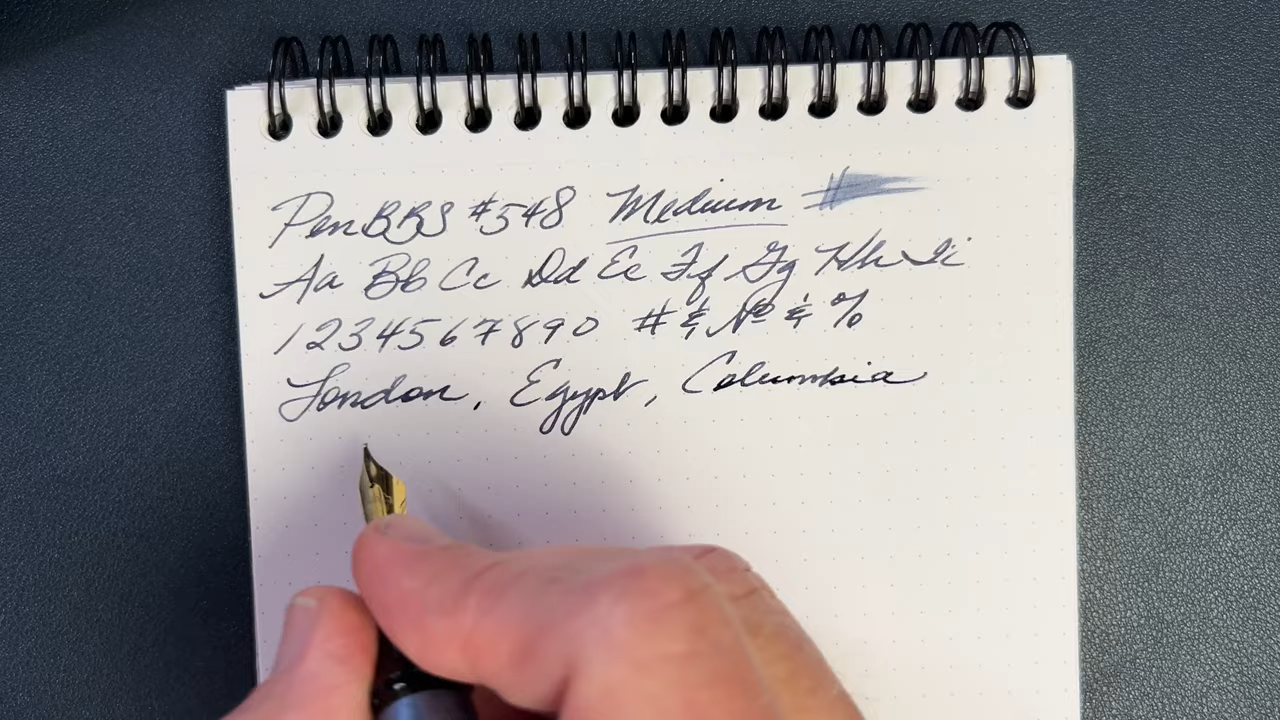 PenBBS #548 Medium
Aa Bb Cc Dd Ee Ff Gg Hh Ii
1234567890 # & № & %
London, Egypt, Columbia